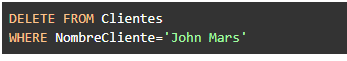 DELETE FROM Clientes
WHERE NombreCliente='John Mars'